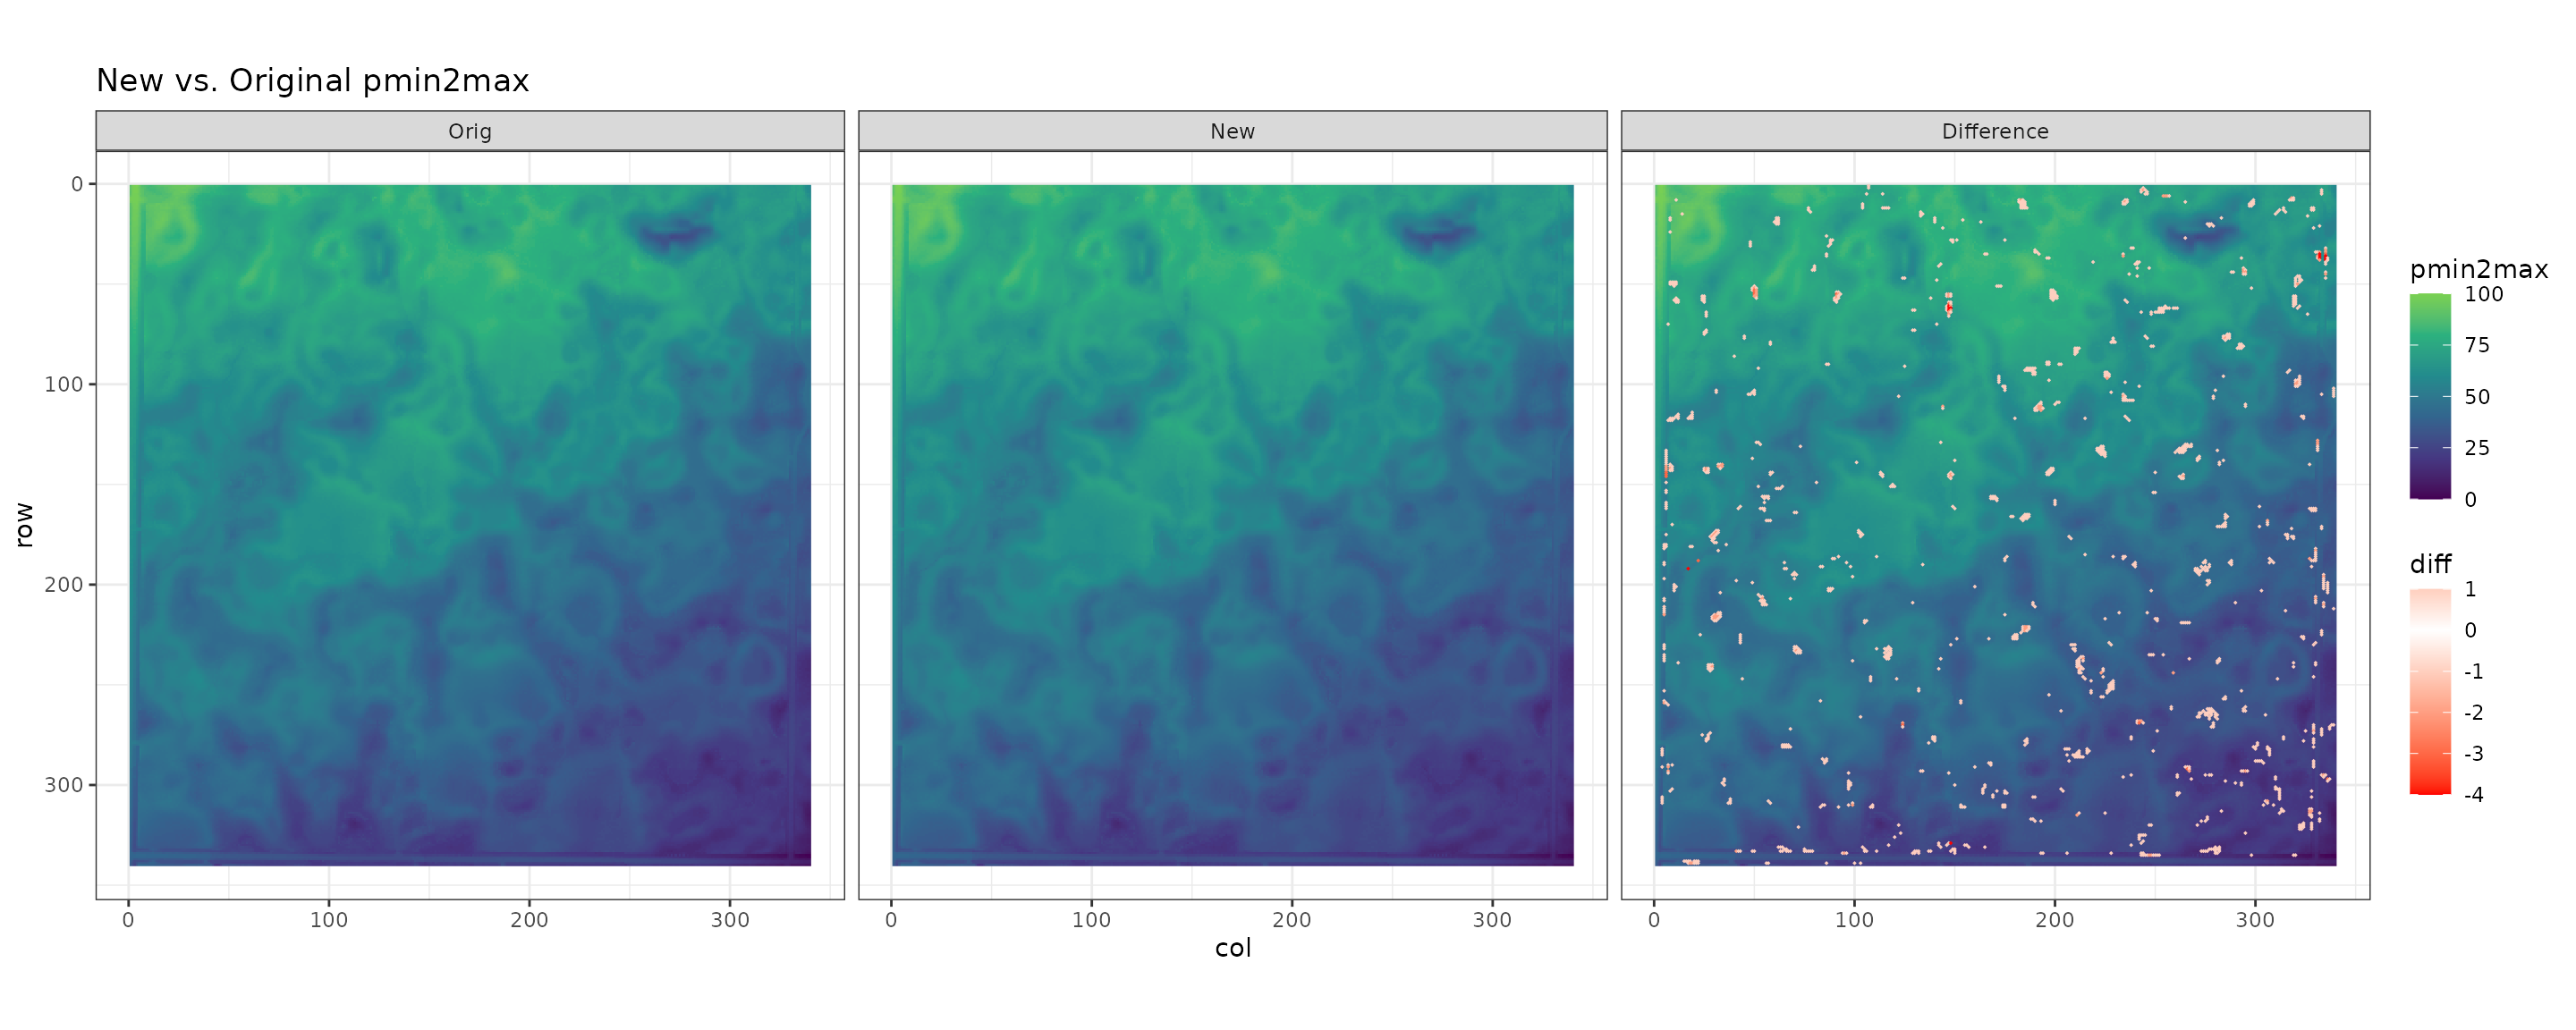 New vs. Original pmin2max
Orig New Difference
0
100
200
300
row
0 100 200 300 0 100 200 300 0 100 200 300
col
pmin2max
100
75
50
25
0
diff
1
0
-1
-2
-3
-4